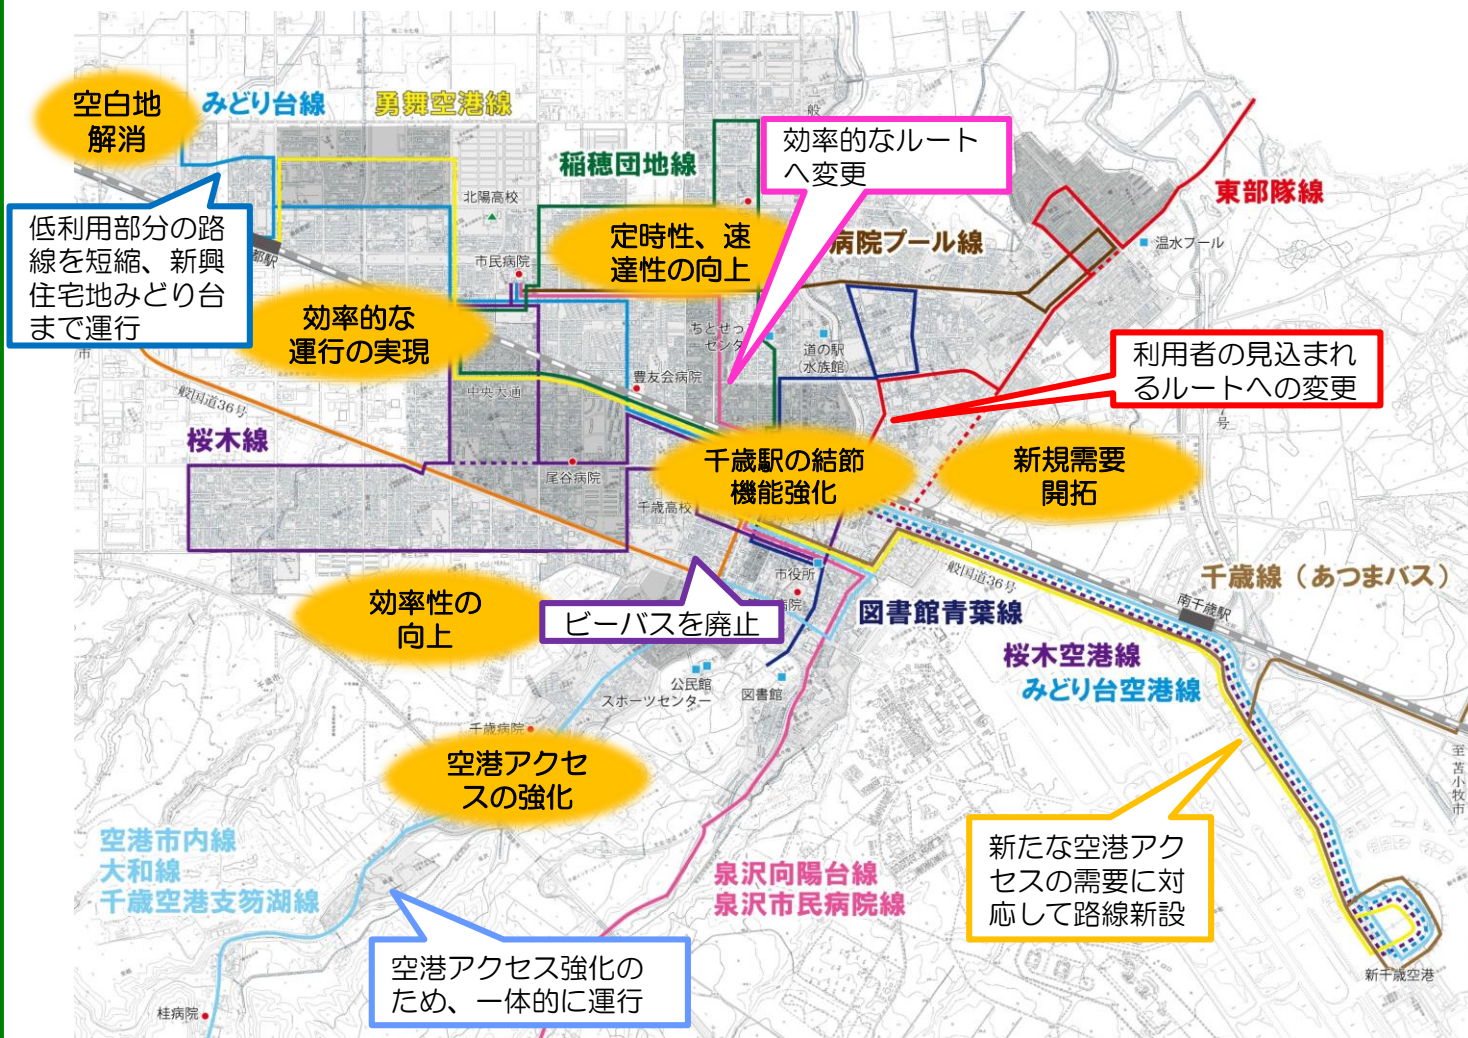 空白地
解消
みどり台線
勇舞空港線
稲穂団地線
効率的なルート
へ変更
東部隊線
北陽高校
低利用部分の路
線を短縮、新興
住宅地みどり台
まで運行
定時性、速
達性の向上
病院プール線
温水プール
市民病院
効率的な
運行の実現
道の駅
水族館
利用者の見込まれ
るルートへの変更
豊友会病院
中央大通
般国道36号
桜木線
尾谷病院
千歳駅の結節
機能強化
新規需要
開拓
千歳高校
般国道36号
千歳線（あつまバス）
市役所
効率性の
向上
ビーバスを廃止
図書館青葉線
南千歳駅
桜木空港線
みどり台空港線
公民館
スポーツセンター
図書館
千歳病院
空港アクセ
スの強化
至苫小牧市
空港市内線
大和線
千歳空港支笏湖線
泉沢向陽台線
泉沢市民病院線
新たな空港アク
セスの需要に対
応して路線新設
空港アクセス強化の
ため、一体的に運行
新千歳空港
桂病院